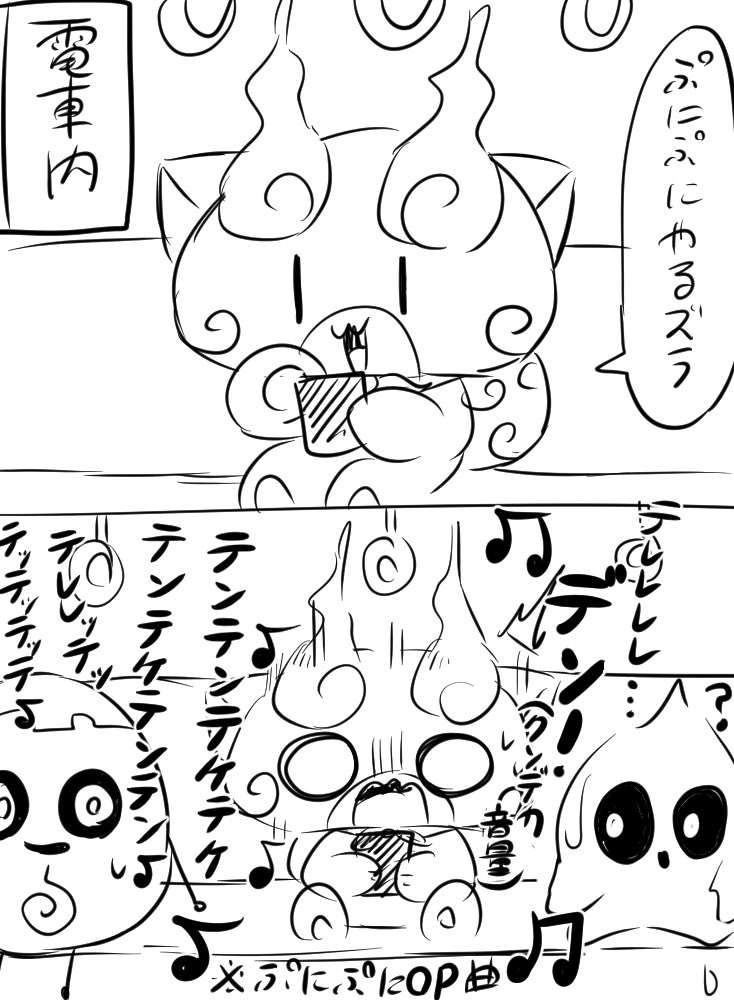 電車内
ぷにぷにやるズラ
テレレレレ
デン!
…?
音量
クンデカ
テンテンテケテケ
テンテケテンテン
テレレッテッ
テッテッテッテ
※ぷにぷにOP曲